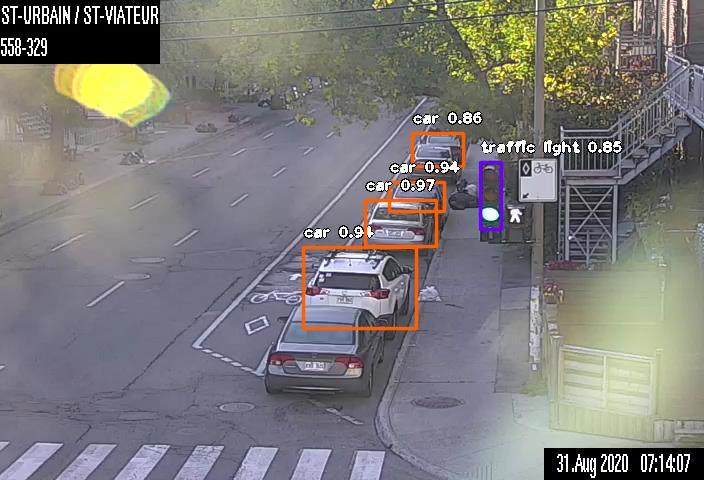 ST-URBAIN / ST-VIATEUR
558-329
car 0.86
traffic light 0.85
car 0.94
car 0.97
car 0.94
31.Aug 2020 07:14:07